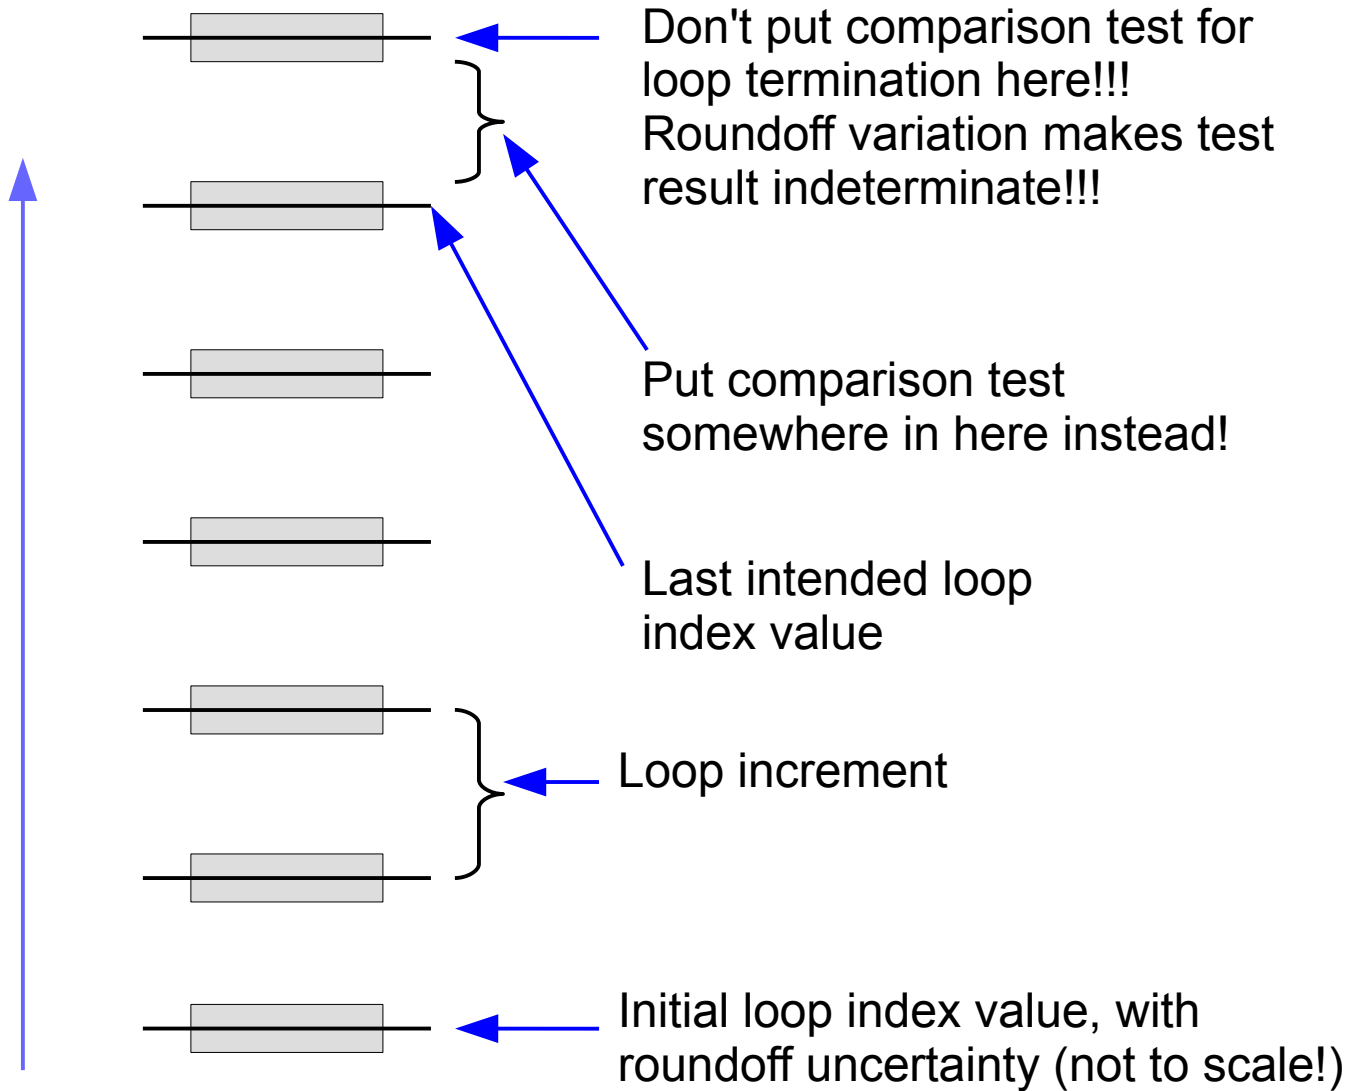 Don't put comparison test for
loop termination here!!!
Roundoff variation makes test
result indeterminate!!!
Put comparison test
somewhere in here instead!
Last intended loop
index value
Loop increment
Initial loop index value, with
roundoff uncertainty (not to scale!)